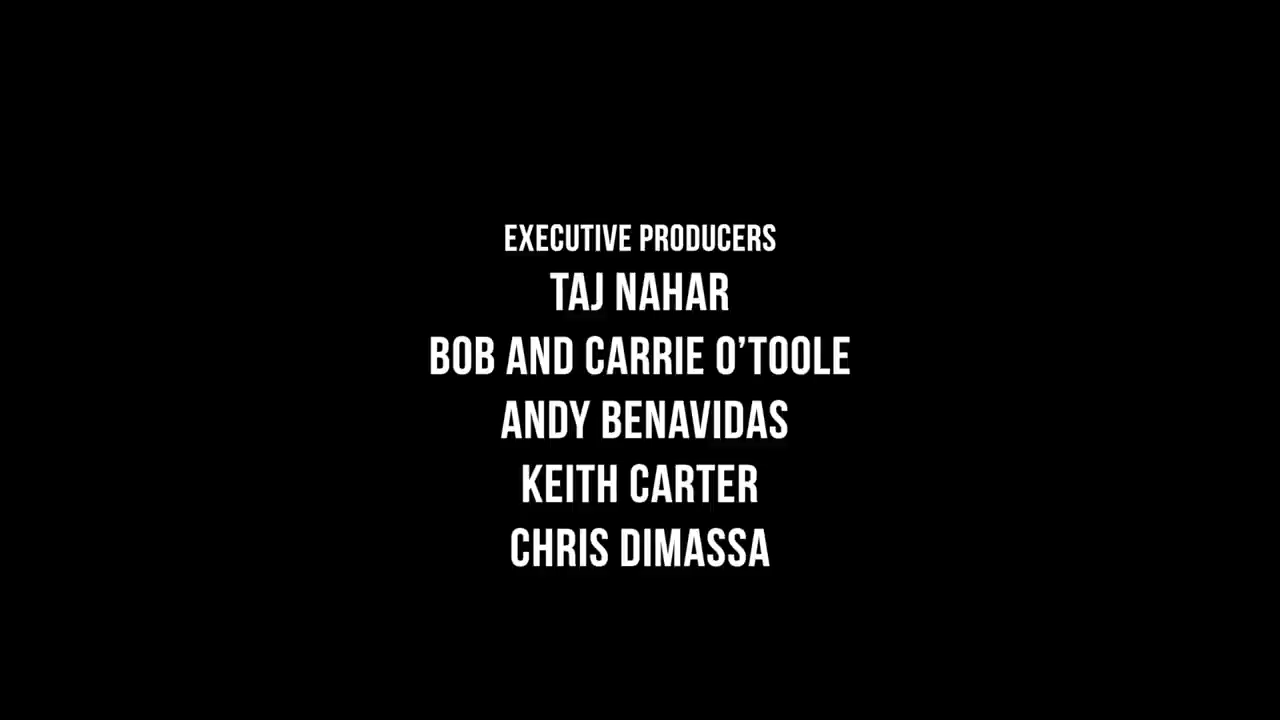 EXECUTIVE PRODUCERS
TAJ NAHAR
BOB AND CARRIE O’TOOLE
ANDY BENAVIDAS
KEITH CARTER
CHRIS DIMASSA